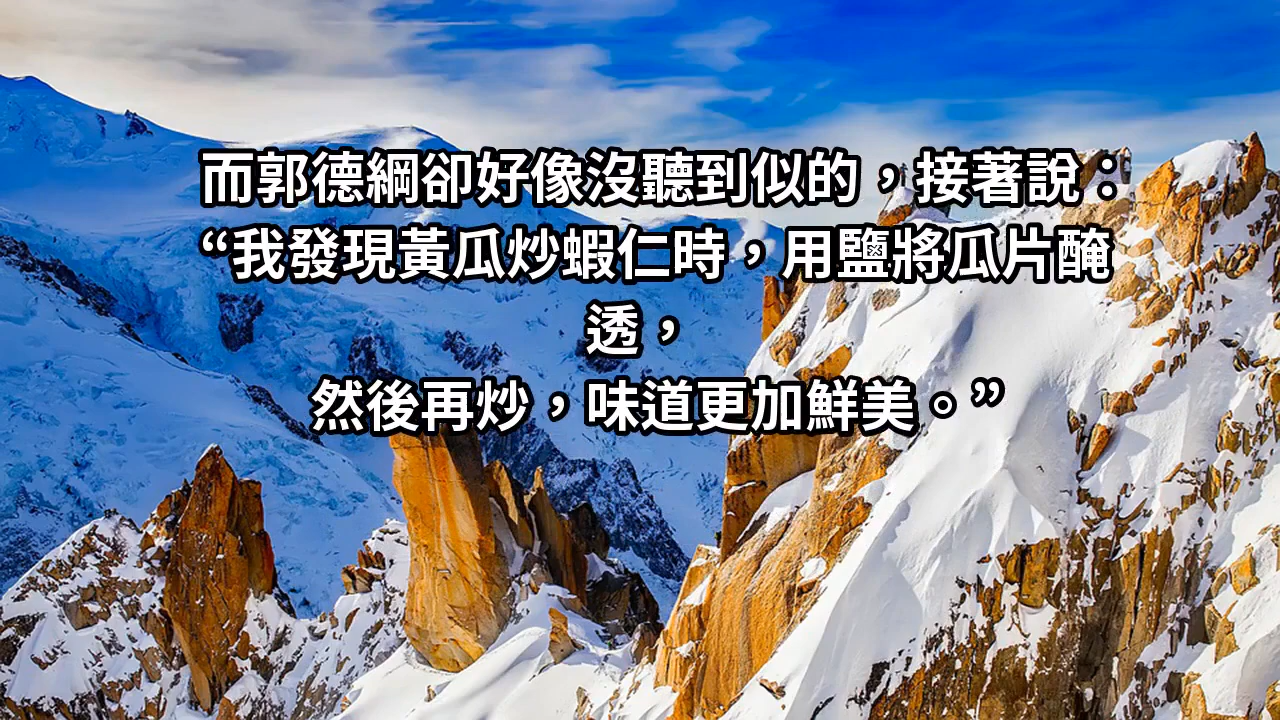 而郭德綱卻好像沒聽到似的，接著說：
“我發現黃瓜炒蝦仁時，用鹽將瓜片醃
透，
然後再炒，味道更加鮮美。”